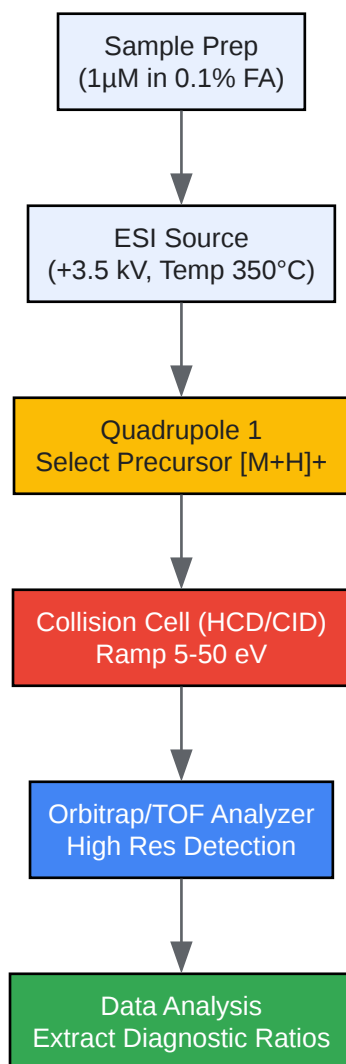 Sample Prep
(1µM in 0.1% FA)
ESI Source
(+3.5 kV, Temp 350°C)
Quadrupole 1
Select Precursor [M+H]+
Collision Cell (HCD/CID)
Ramp 5-50 eV
Orbitrap/TOF Analyzer
High Res Detection
Data Analysis
Extract Diagnostic Ratios